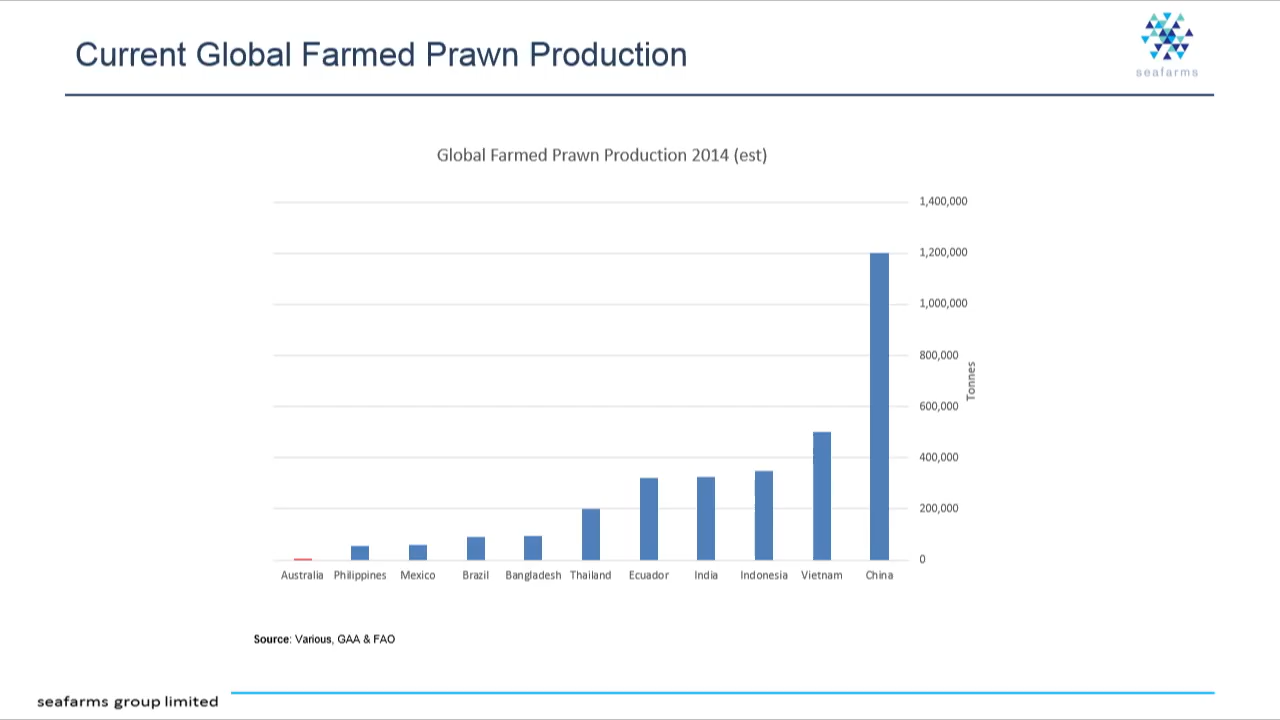 Current Global Farmed Prawn Production
seafarms
Global Farmed Prawn Production 2014 (est)
1,400,000
1,200,000
1,000,000
800,000
600,000
400,000
200,000
0
Tonnes
Australia Philippines Mexico Brazil Bangladesh Thailand Ecuador India Indonesia Vietnam China
Source: Various, GAA & FAO
seafarms group limited